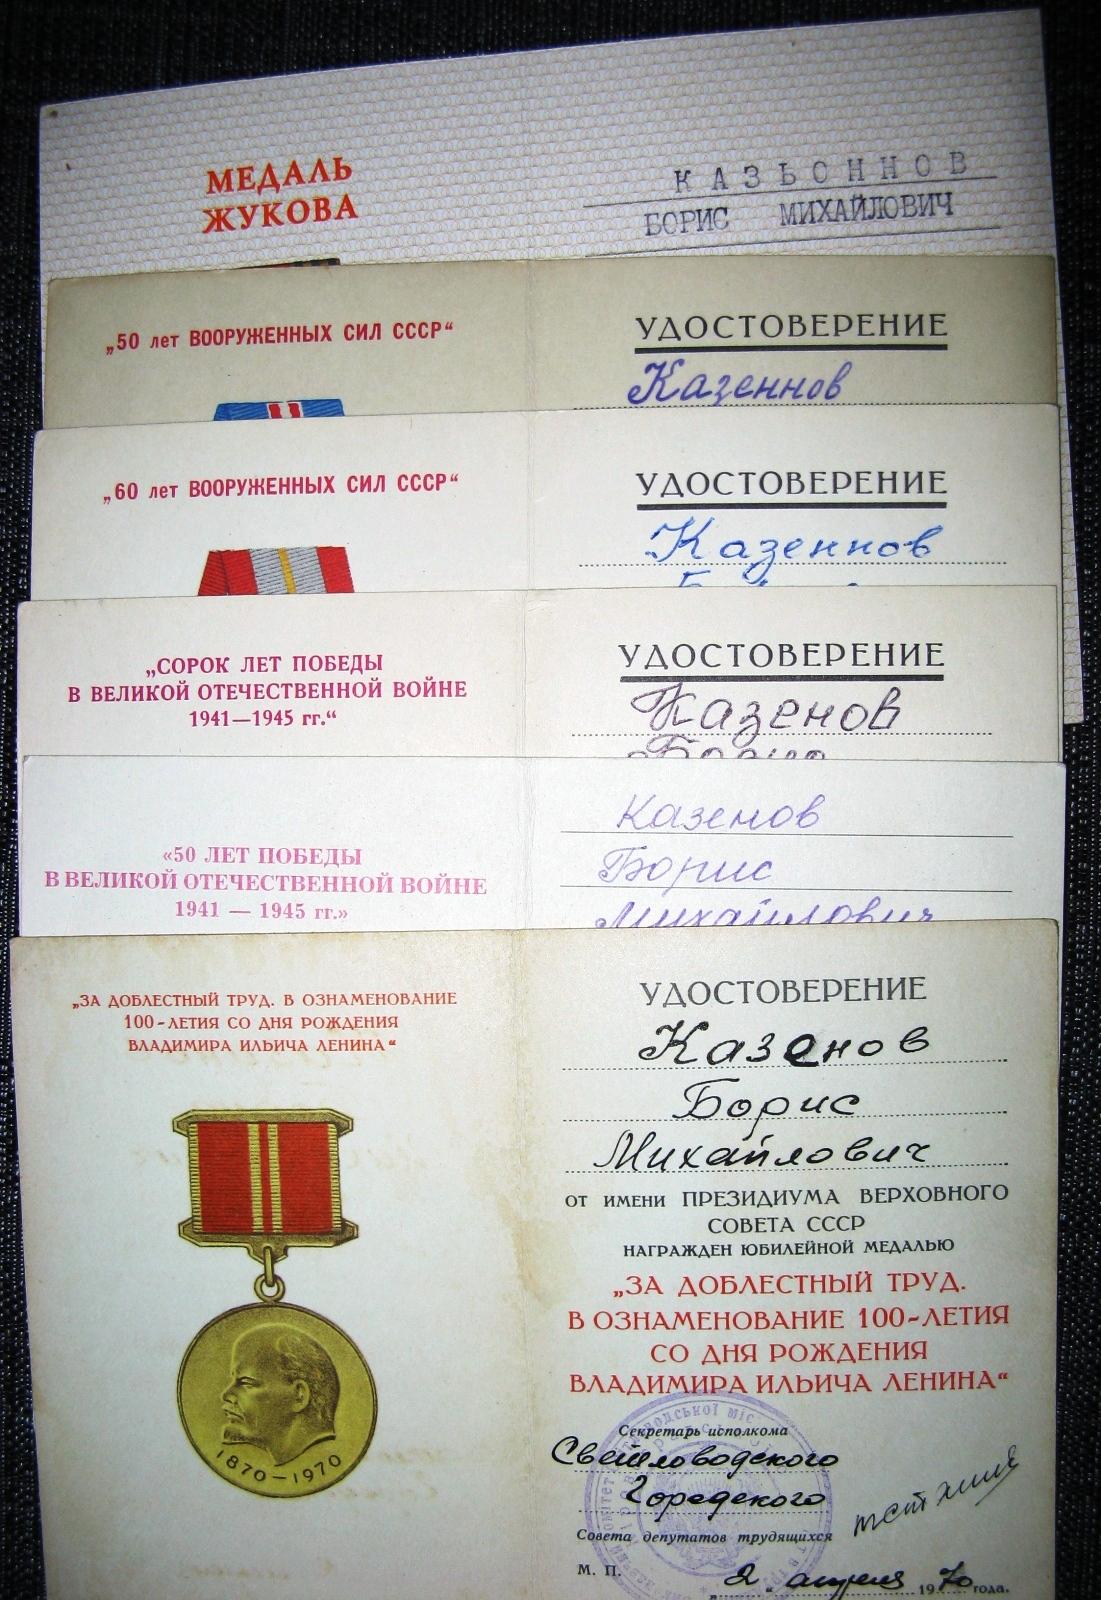 МЕДАЛЬ
ЖУКОВА
КАЗЬОННОВ
БОРИС МИХАЙЛОВИЧ
„50 лет ВООРУЖЕННЫХ СИЛ СССР“
УДОСТОВЕРЕНИЕ
Казеннов
„60 лет ВООРУЖЕННЫХ СИЛ СССР“
УДОСТОВЕРЕНИЕ
Казеннов
„СОРОК ЛЕТ ПОБЕДЫ
В ВЕЛИКОЙ ОТЕЧЕСТВЕННОЙ ВОЙНЕ
1941—1945 гг.“
УДОСТОВЕРЕНИЕ
Казенов
Борис
«50 ЛЕТ ПОБЕДЫ
В ВЕЛИКОЙ ОТЕЧЕСТВЕННОЙ ВОЙНЕ
1941 — 1945 гг.»
Казенов
Борис
Михайлович
„ЗА ДОБЛЕСТНЫЙ ТРУД. В ОЗНАМЕНОВАНИЕ
100-ЛЕТИЯ СО ДНЯ РОЖДЕНИЯ
ВЛАДИМИРА ИЛЬИЧА ЛЕНИНА“
1870-1970
УДОСТОВЕРЕНИЕ
Казенов
Борис
Михайлович
ОТ ИМЕНИ ПРЕЗИДИУМА ВЕРХОВНОГО
СОВЕТА СССР
НАГРАЖДЕН ЮБИЛЕЙНОЙ МЕДАЛЬЮ
„ЗА ДОБЛЕСТНЫЙ ТРУД.
В ОЗНАМЕНОВАНИЕ 100-ЛЕТИЯ
СО ДНЯ РОЖДЕНИЯ
ВЛАДИМИРА ИЛЬИЧА ЛЕНИНА“
Секретарь исполкома
Светловодского
Городского
Совета депутатов трудящихся
М. П.
„2“ апреля 1970 года.